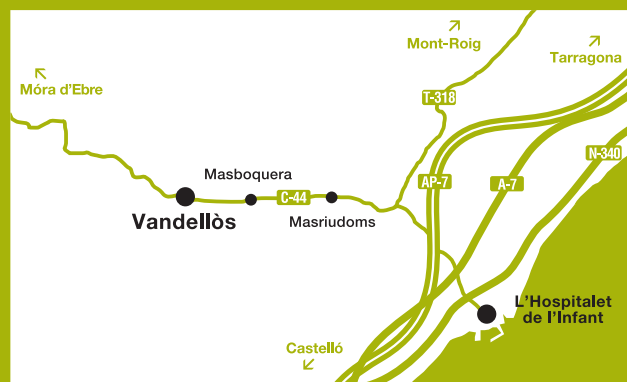 Mont-Roig
Tarragona
Móra d'Ebre
T-318
N-340
Masboquera
AP-7
A-7
C-44
Vandellòs
Masriudoms
L'Hospitalet
de l'Infant
Castelló